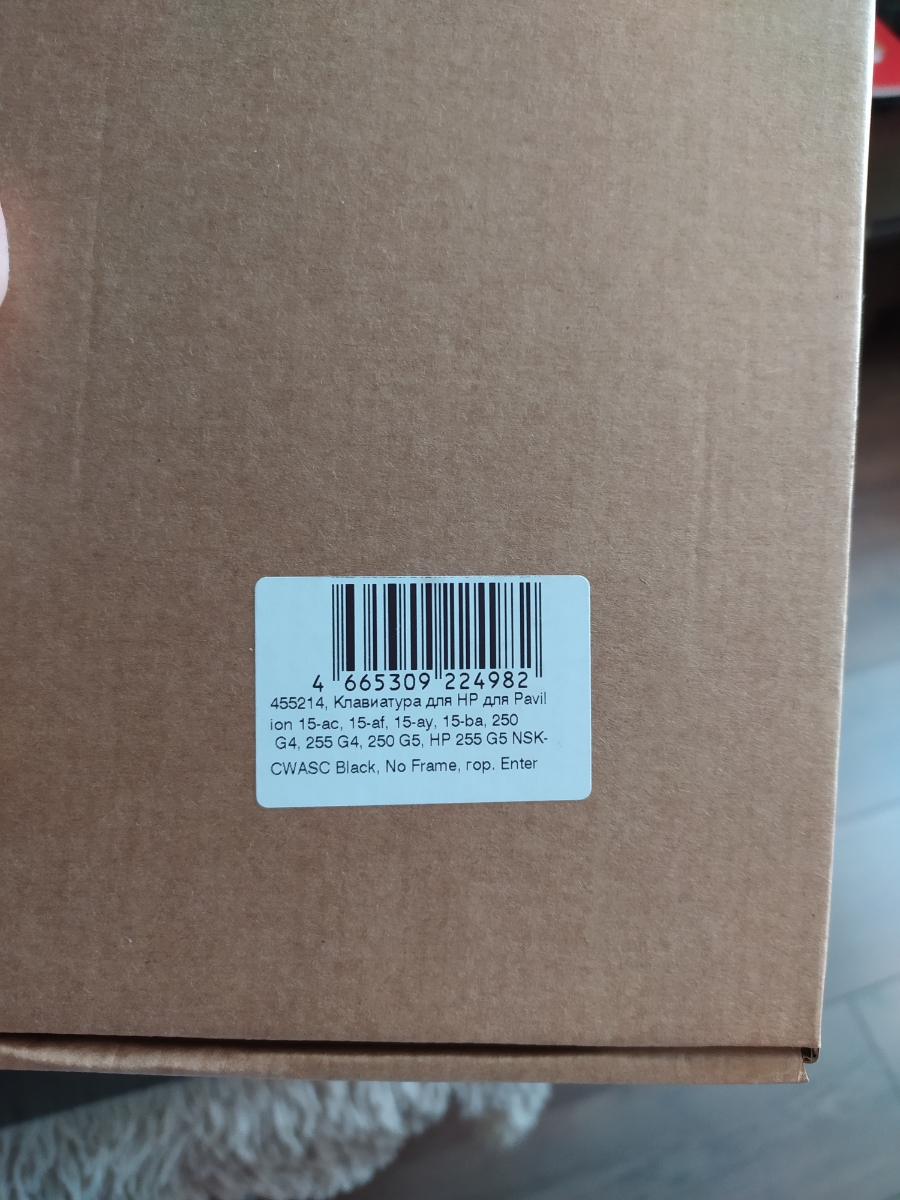 4 665309 224982
455214, Клавиатура для HP для Pavil
ion 15-ac, 15-af, 15-ay, 15-ba, 250
G4, 255 G4, 250 G5, HP 255 G5 NSK-
CWASC Black, No Frame, гор. Enter